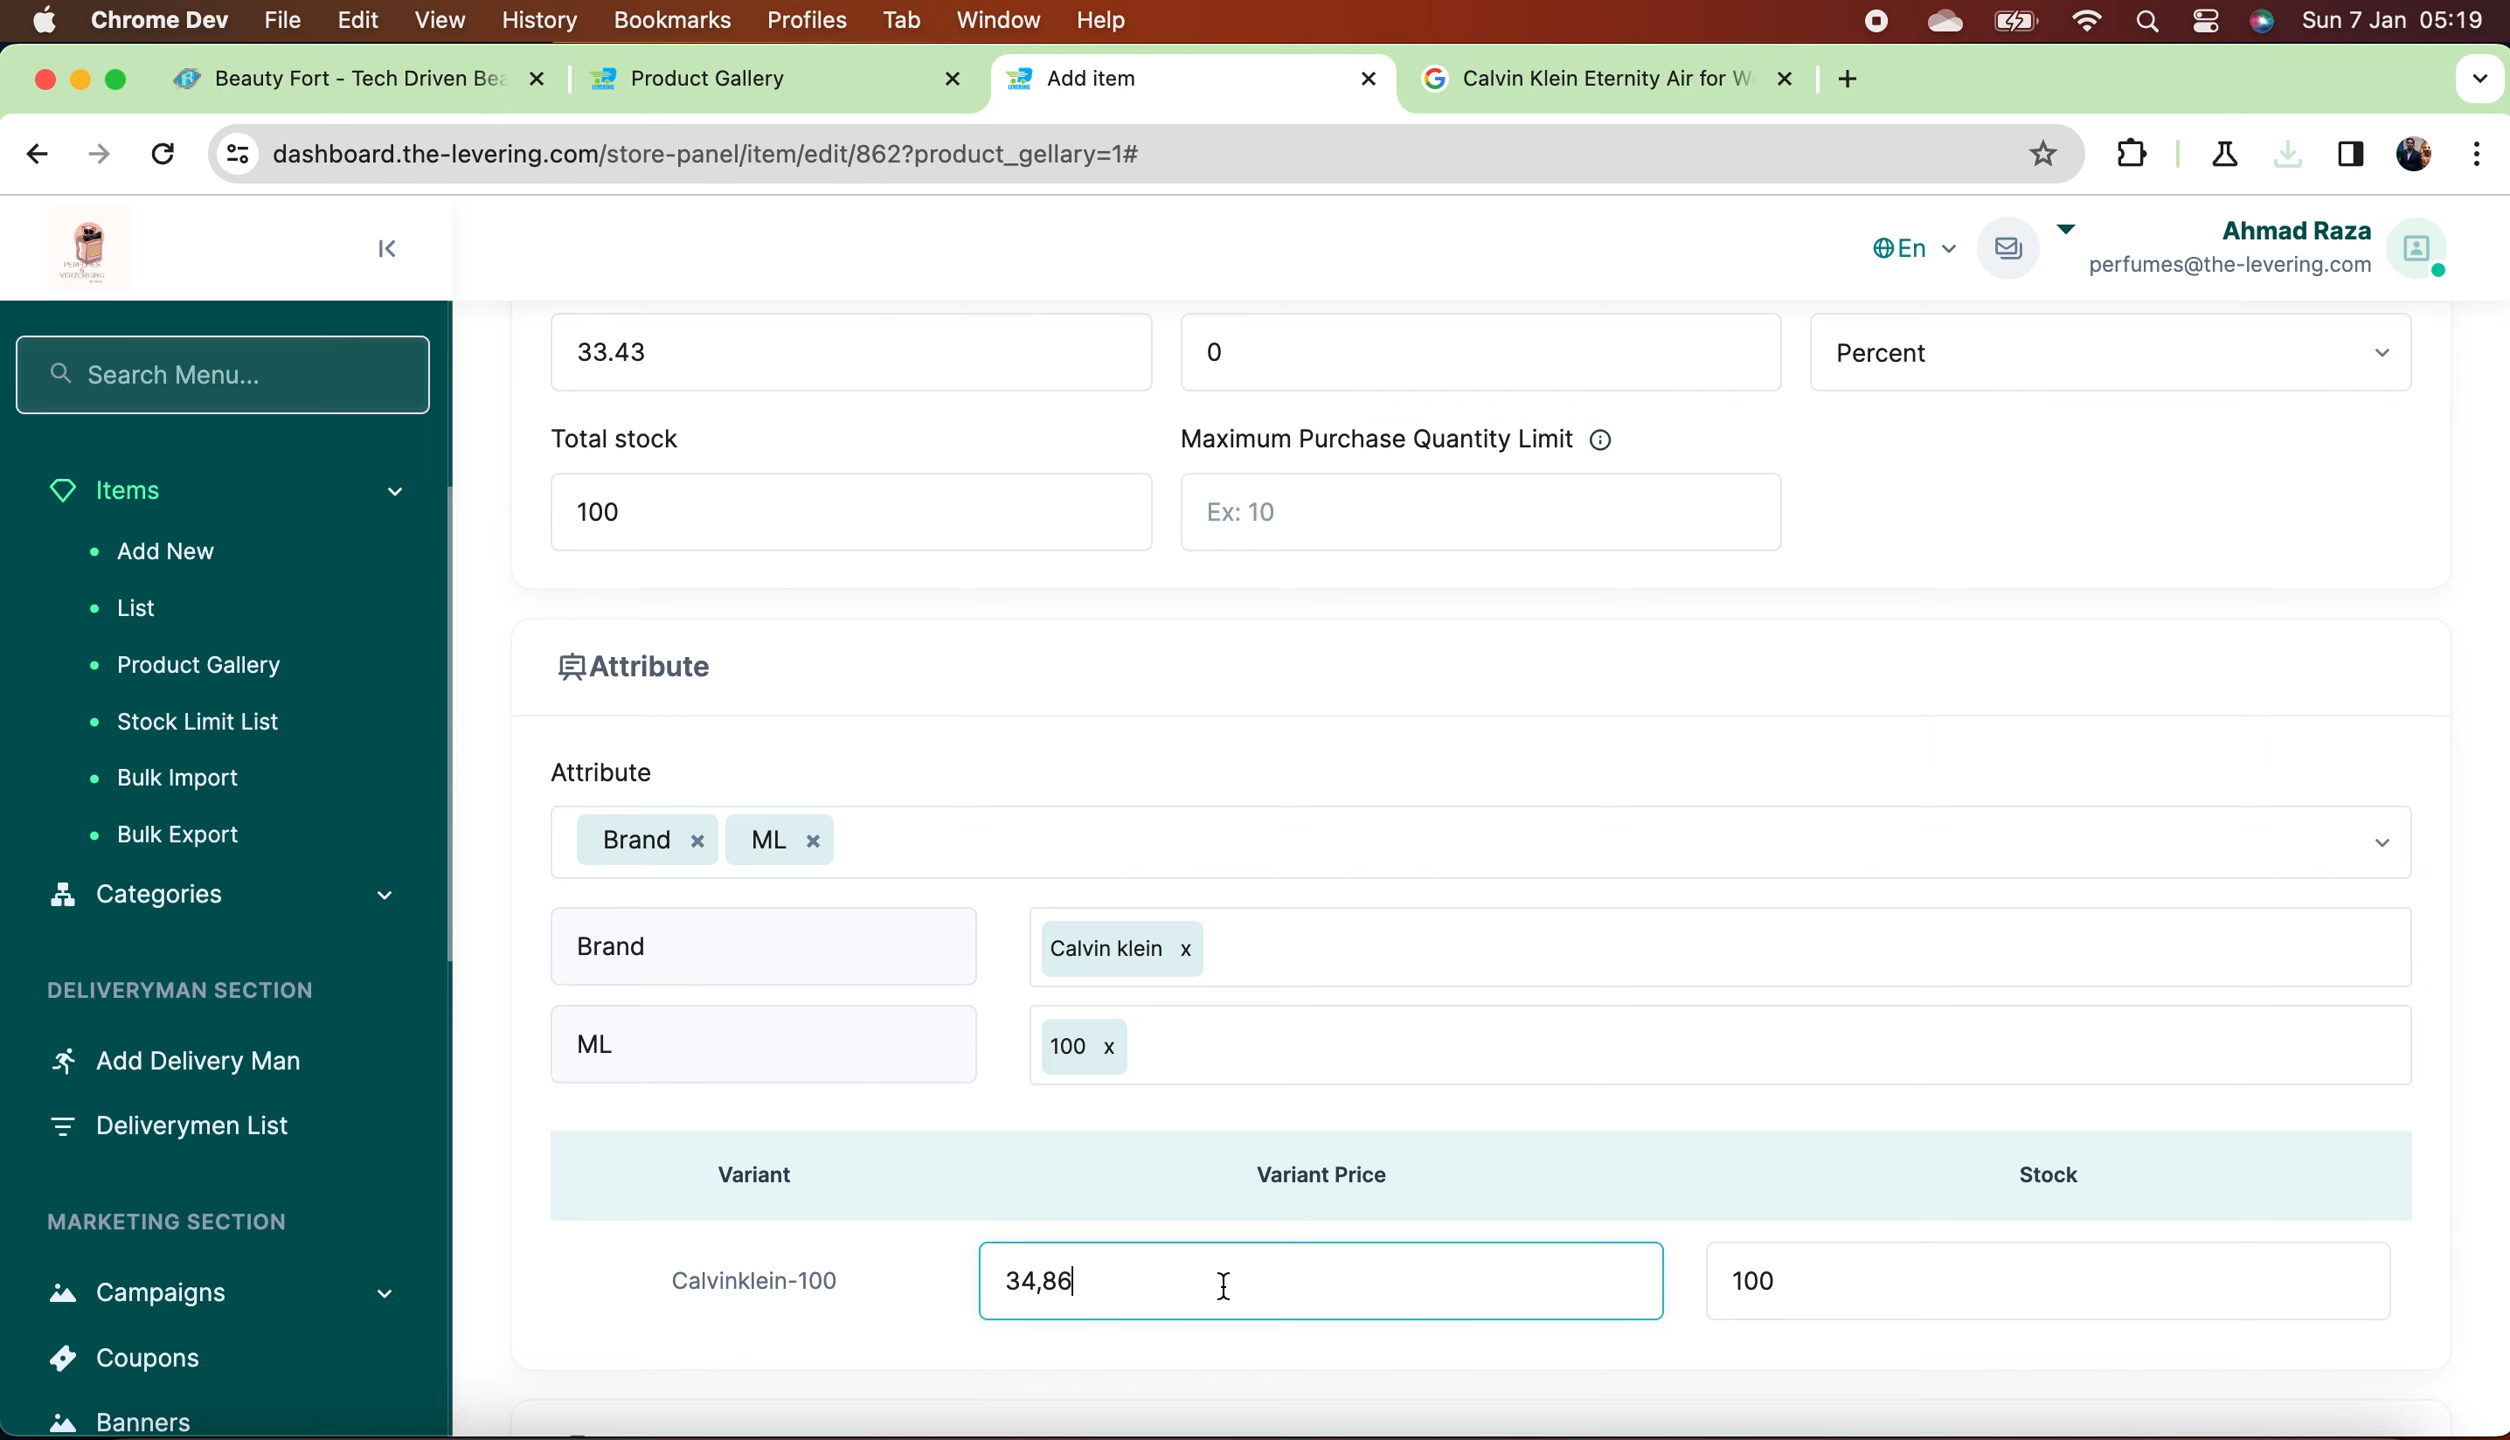 Chrome Dev File Edit View History Bookmarks Profiles Tab Window Help Sun 7 Jan 05:19
Beauty Fort - Tech Driven Bea Product Gallery Add item Calvin Klein Eternity Air for W
dashboard.the-levering.com/store-panel/item/edit/862?product_gellary=1#
PERFUMES
&
VERZORGING
En
Ahmad Raza
perfumes@the-levering.com
Search Menu...
Items
Add New
List
Product Gallery
Stock Limit List
Bulk Import
Bulk Export
Categories
DELIVERYMAN SECTION
Add Delivery Man
Deliverymen List
MARKETING SECTION
Campaigns
Coupons
Banners
33.43 0 Percent
Total stock Maximum Purchase Quantity Limit
100 Ex: 10
Attribute
Attribute
Brand × ML ×
Brand Calvin klein x
ML 100 x
Variant Variant Price Stock
Calvinklein-100 34,86 100